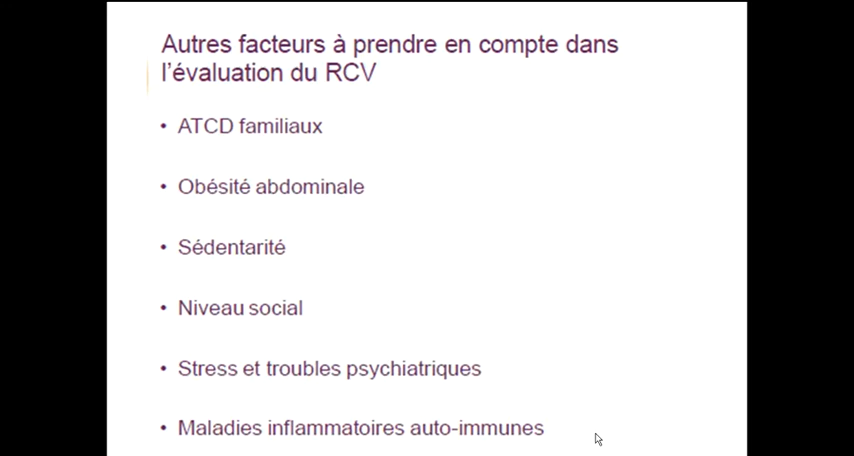 Autres facteurs à prendre en compte dans
l'évaluation du RCV
• ATCD familiaux
• Obésité abdominale
• Sédentarité
• Niveau social
• Stress et troubles psychiatriques
• Maladies inflammatoires auto-immunes